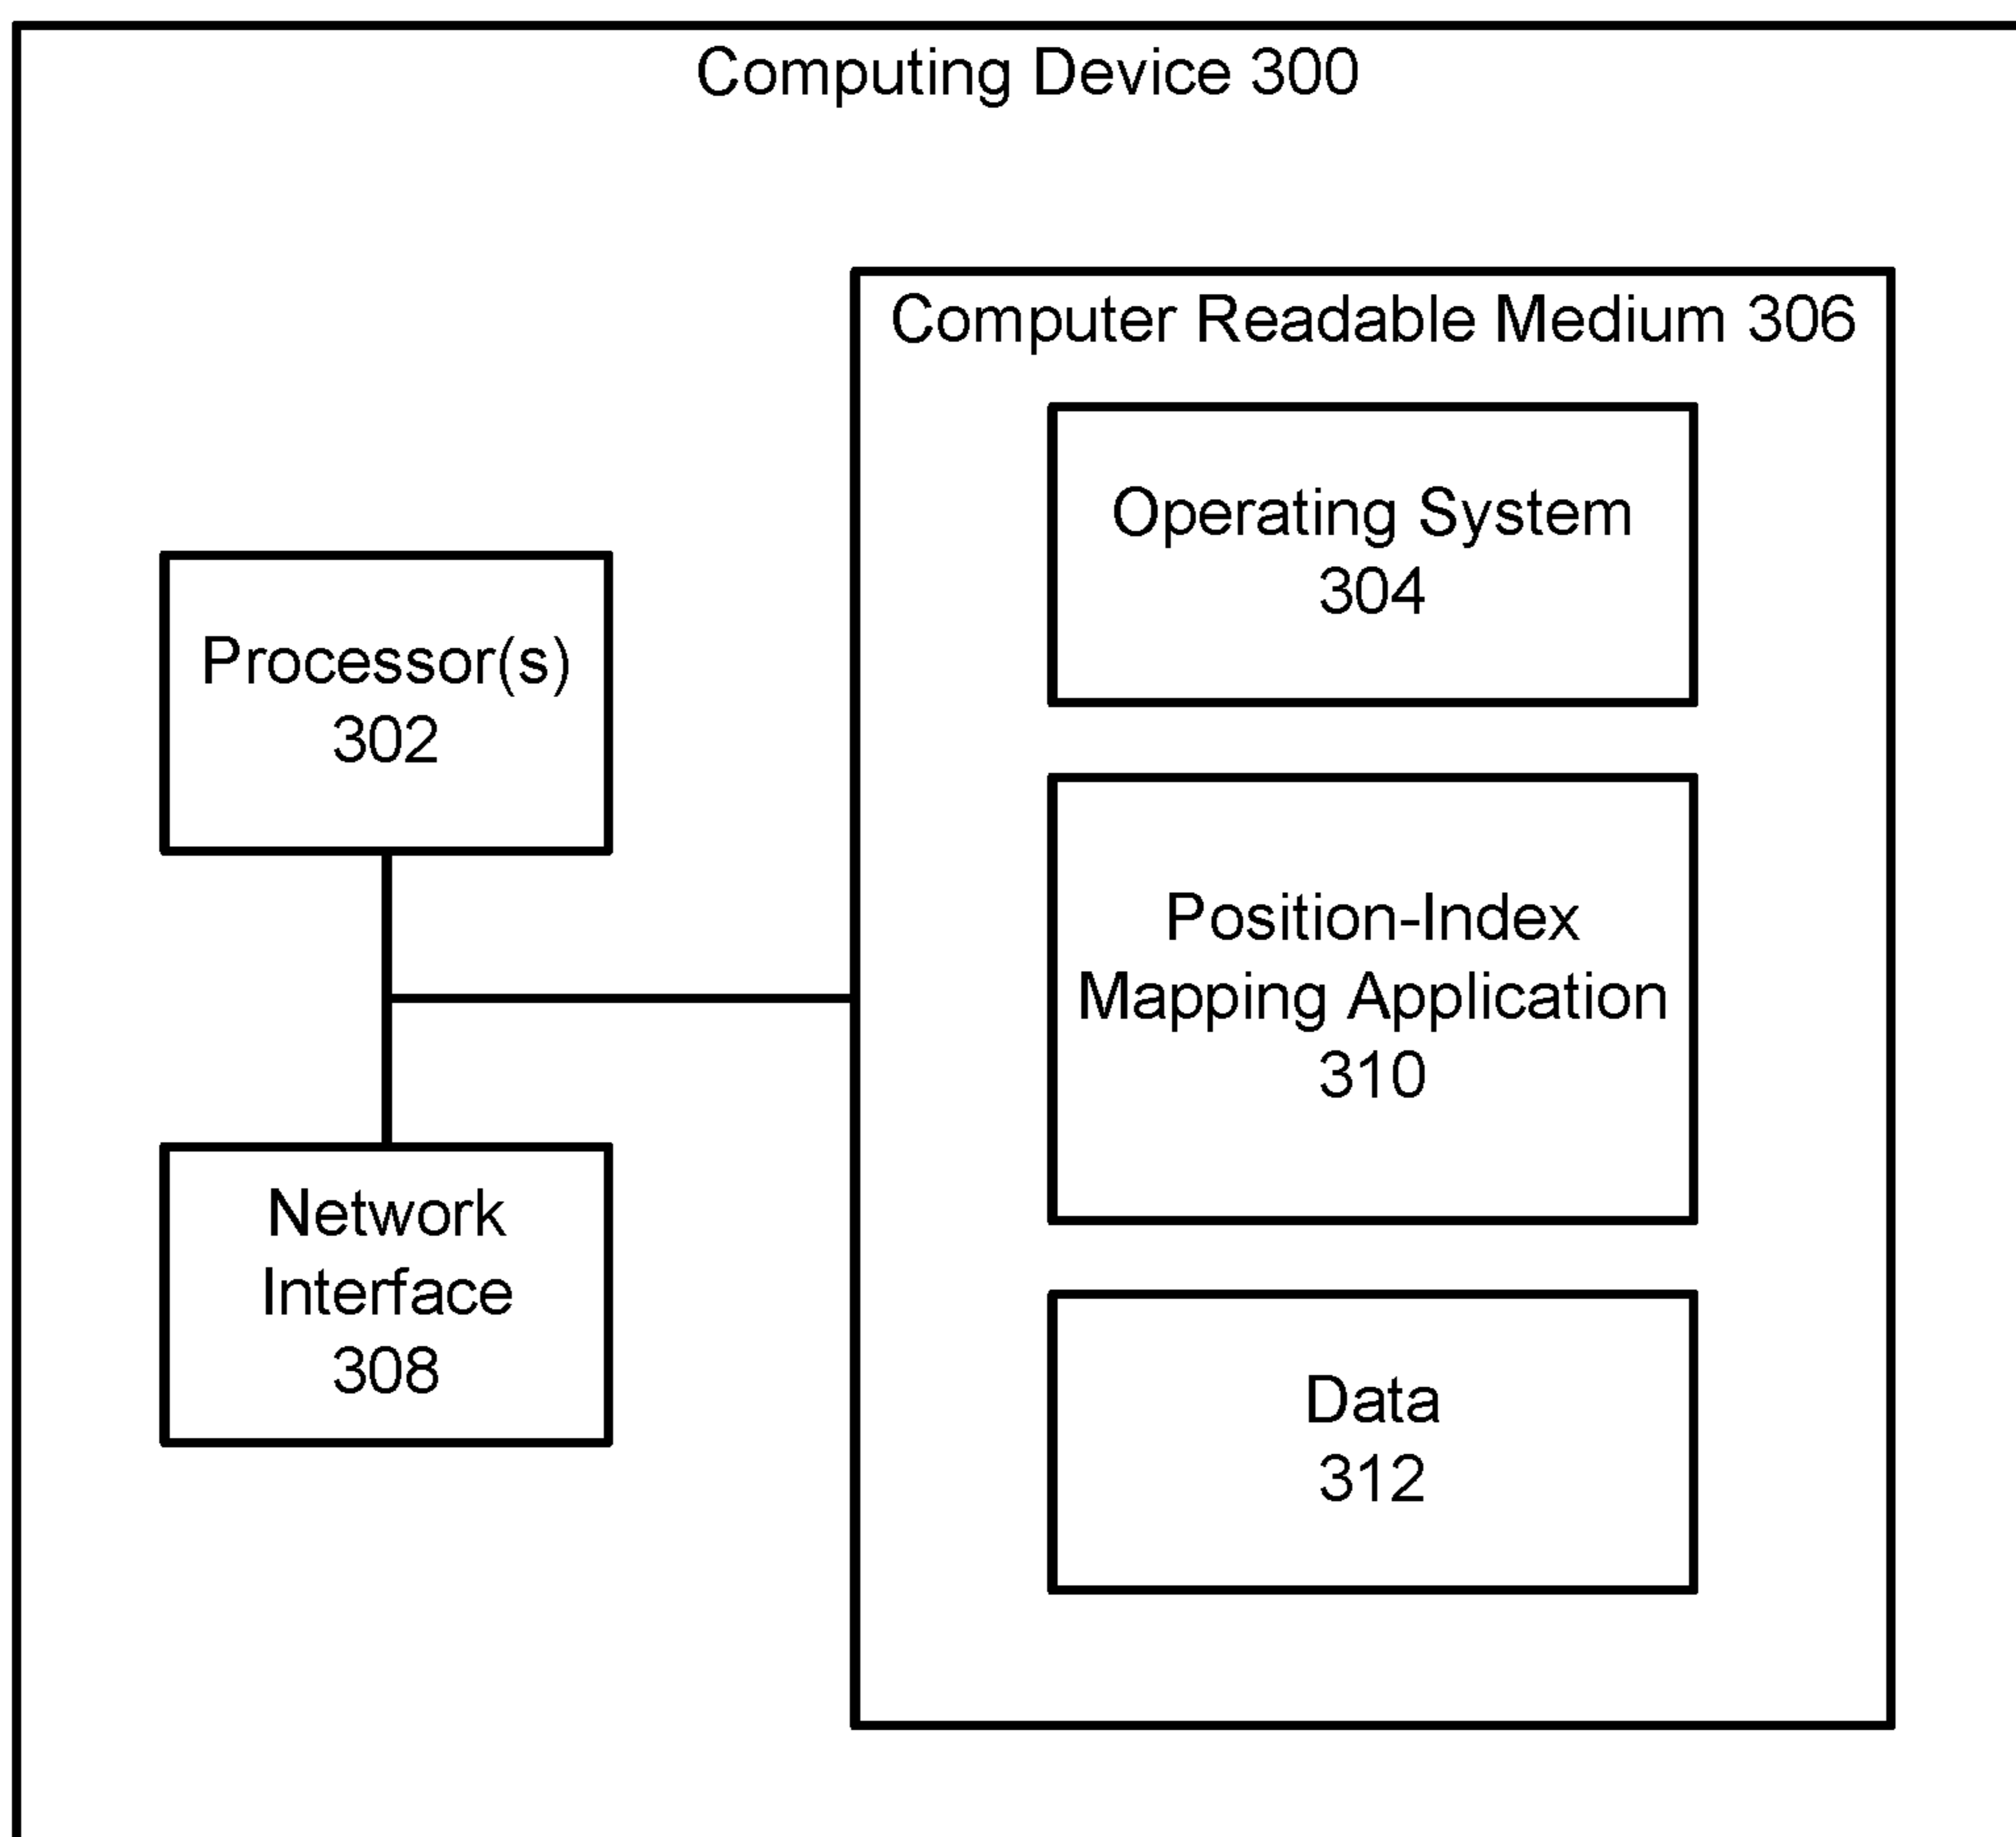 Computing Device 300
Computer Readable Medium 306
Operating System
304
Processor(s)
302
Position-Index
Mapping Application
310
Network
Interface
308
Data
312